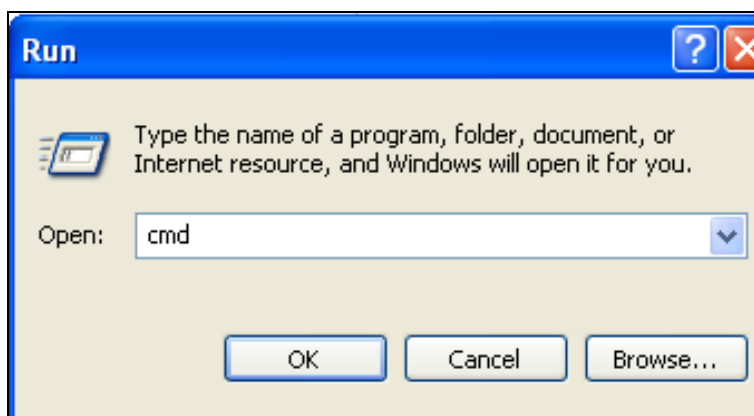 Run
Type the name of a program, folder, document, or
Internet resource, and Windows will open it for you.
Open: cmd
OK Cancel Browse...